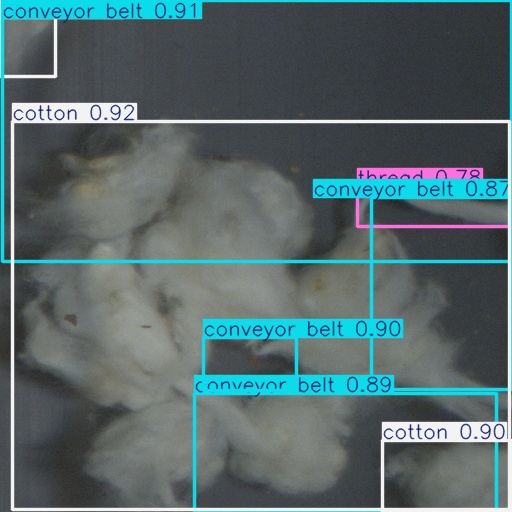 conveyor belt 0.91
cotton 0.92
thread 0.78
conveyor belt 0.87
conveyor belt 0.90
conveyor belt 0.89
cotton 0.90